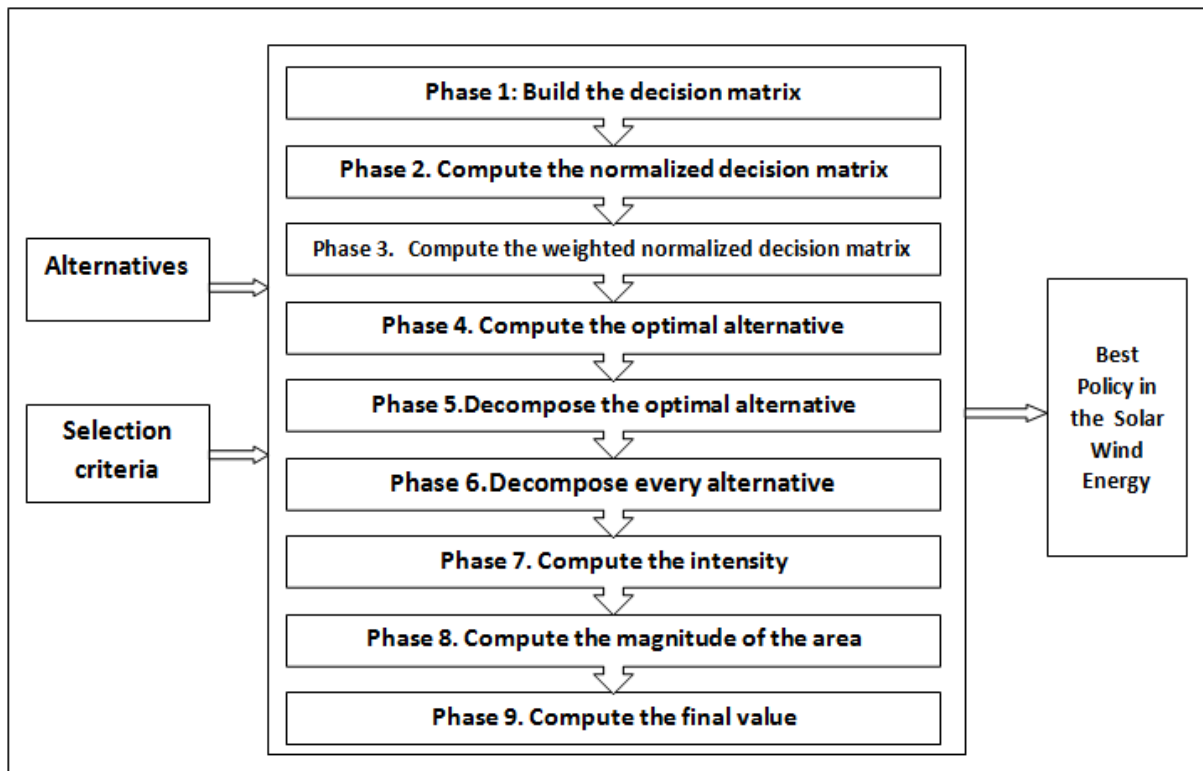 Alternatives
Selection
criteria
Phase 1: Build the decision matrix
Phase 2. Compute the normalized decision matrix
Phase 3. Compute the weighted normalized decision matrix
Phase 4. Compute the optimal alternative
Phase 5.Decompose the optimal alternative
Phase 6.Decompose every alternative
Phase 7. Compute the intensity
Phase 8. Compute the magnitude of the area
Phase 9. Compute the final value
Best
Policy in
the Solar
Wind
Energy